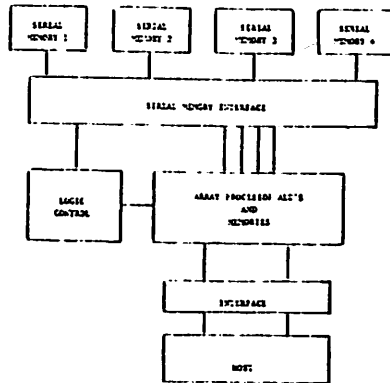 SERIAL
MEMORY 1
SERIAL
MEMORY 2
SERIAL
MEMORY 3
SERIAL
MEMORY 4
SERIAL MEMORY INTERFACE
LOGIC
CONTROL
ARRAY PROCESSOR ALU'S
AND
MEMORIES
INTERFACE
HOST